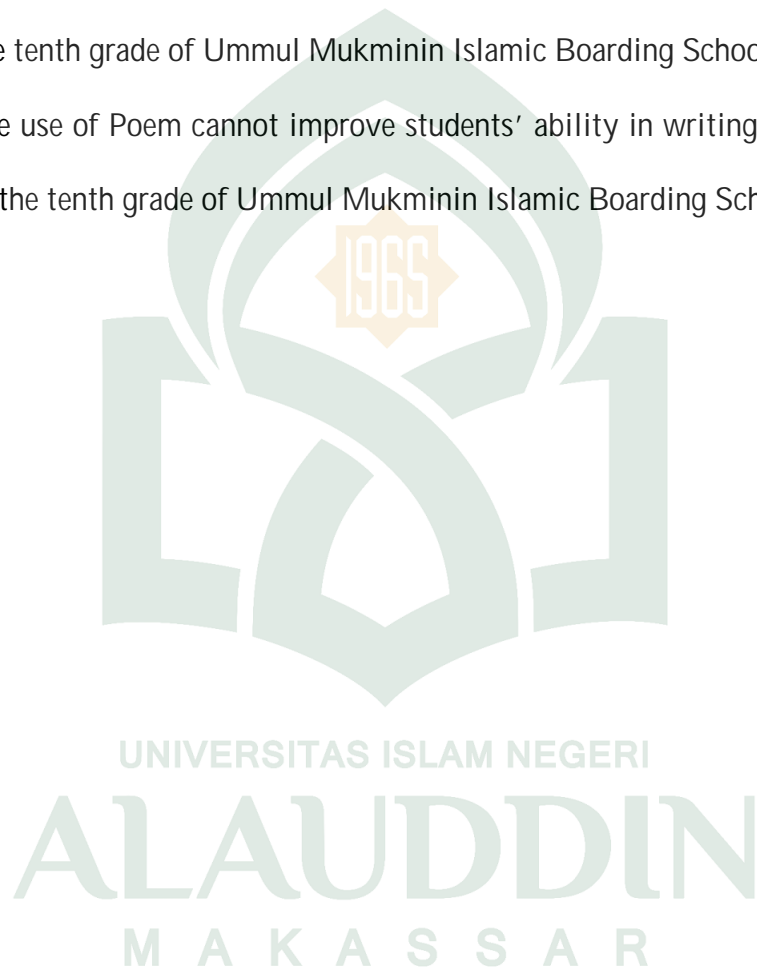 e tenth grade of Ummul Mukminin Islamic Boarding Schoo
e use of Poem cannot improve students’ ability in writing
the tenth grade of Ummul Mukminin Islamic Boarding Sch
1965
UNIVERSITAS ISLAM NEGERI
ALAUDDIN
MAKASSAR